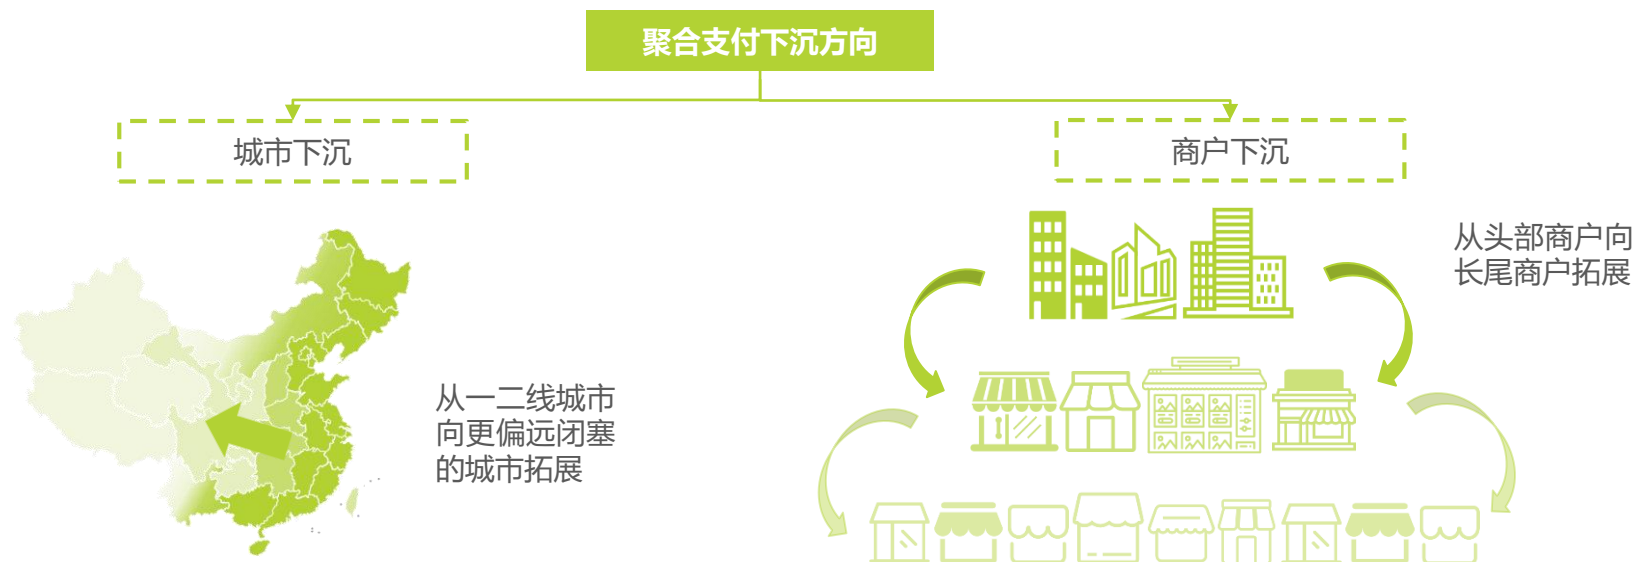 聚合支付下沉方向
城市下沉
商户下沉
从头部商户向
长尾商户拓展
从一二线城市
向更偏远闭塞
的城市拓展